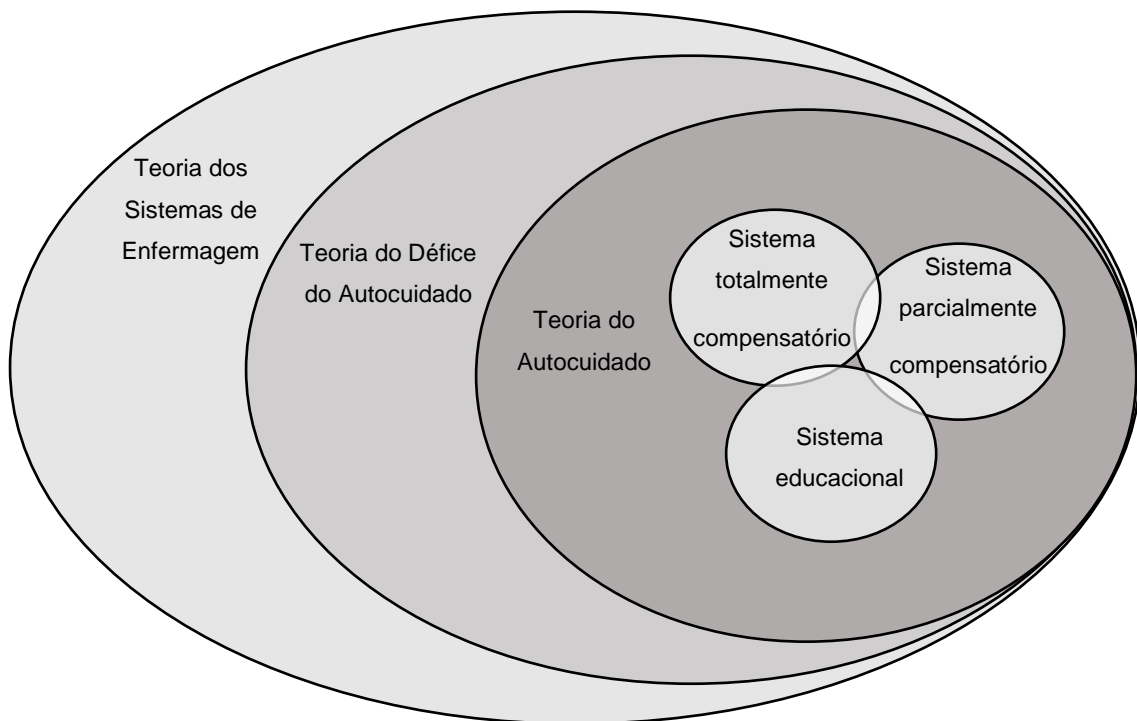 Teoria dos
Sistemas de
Enfermagem
Teoria do Défice
do Autocuidado
Teoria do
Autocuidado
Sistema
totalmente
compensatório
Sistema
parcialmente
compensatório
Sistema
educacional